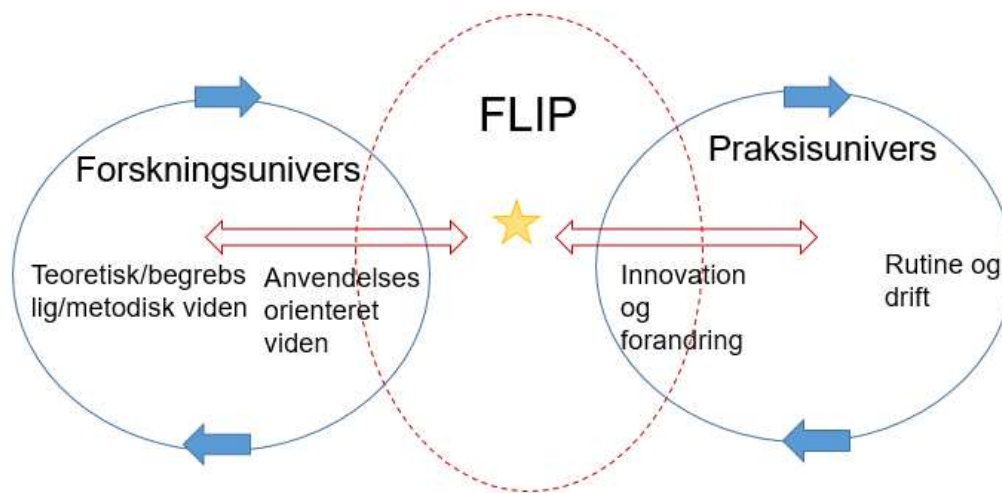 FLIP
Forskningsunivers
Praksisunivers
Teoretisk/begrebs
lig/metodisk viden
Anvendelses
orienteret
viden
Innovation
og
forandring
Rutine og
drift